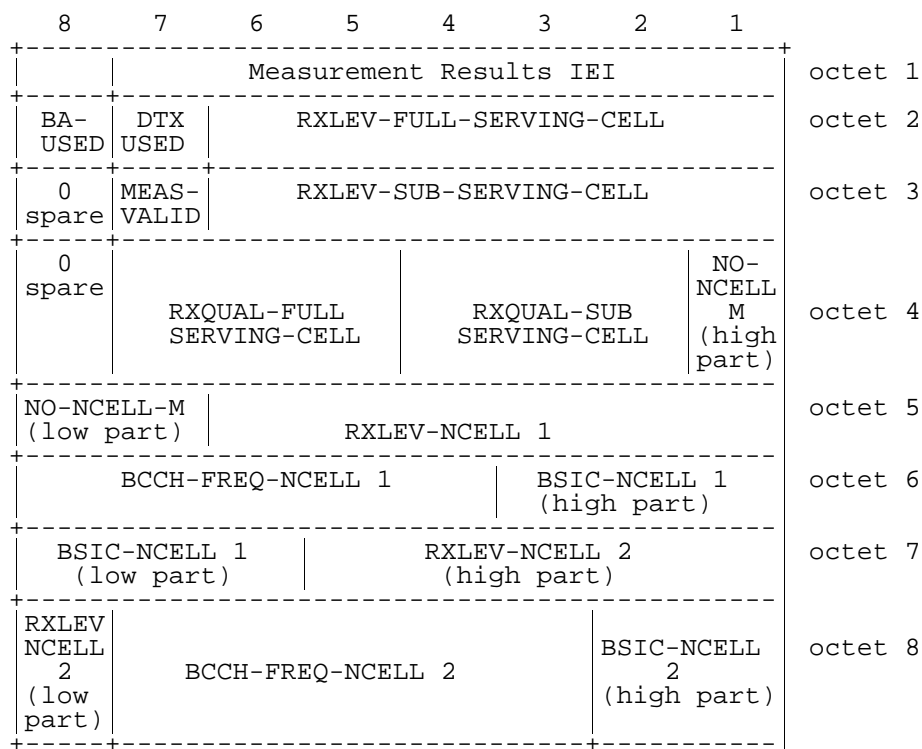 8 7 6 5 4 3 2 1
Measurement Results IEI octet 1
BA- DTX RXLEV-FULL-SERVING-CELL octet 2
USED USED
0 MEAS- RXLEV-SUB-SERVING-CELL octet 3
spare VALID
0 NO-
spare NCELL
RXQUAL-FULL RXQUAL-SUB M octet 4
SERVING-CELL SERVING-CELL (high
part)
NO-NCELL-M octet 5
(low part) RXLEV-NCELL 1
BCCH-FREQ-NCELL 1 BSIC-NCELL 1 octet 6
(high part)
BSIC-NCELL 1 RXLEV-NCELL 2 octet 7
(low part) (high part)
RXLEV
NCELL BSIC-NCELL octet 8
2 BCCH-FREQ-NCELL 2 2
(low (high part)
part)